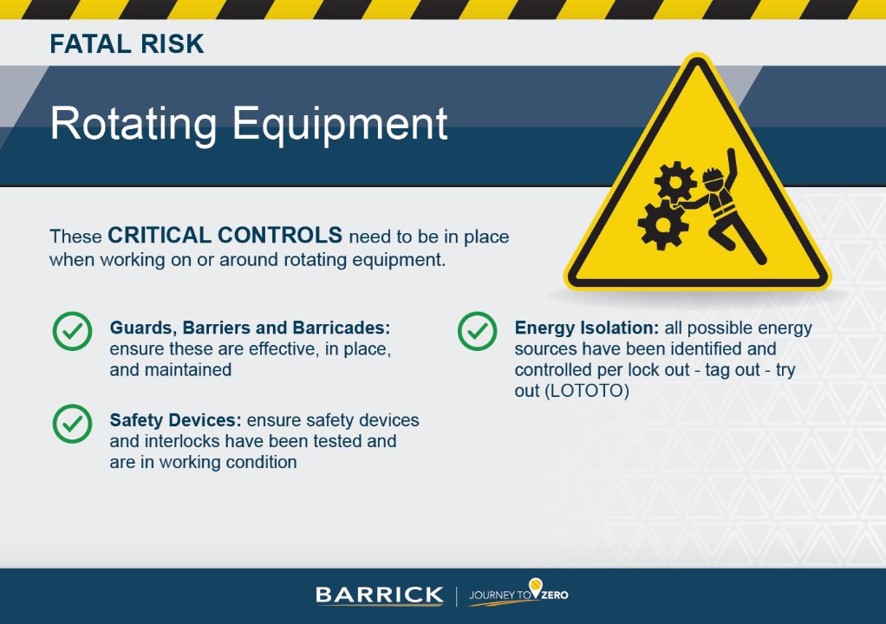 FATAL RISK
Rotating Equipment
These CRITICAL CONTROLS need to be in place
when working on or around rotating equipment.
Guards, Barriers and Barricades:
ensure these are effective, in place,
and maintained
Safety Devices: ensure safety devices
and interlocks have been tested and
are in working condition
Energy Isolation: all possible energy
sources have been identified and
controlled per lock out - tag out - try
out (LOTOTO)
BARRICK | JOURNEY TO ZERO